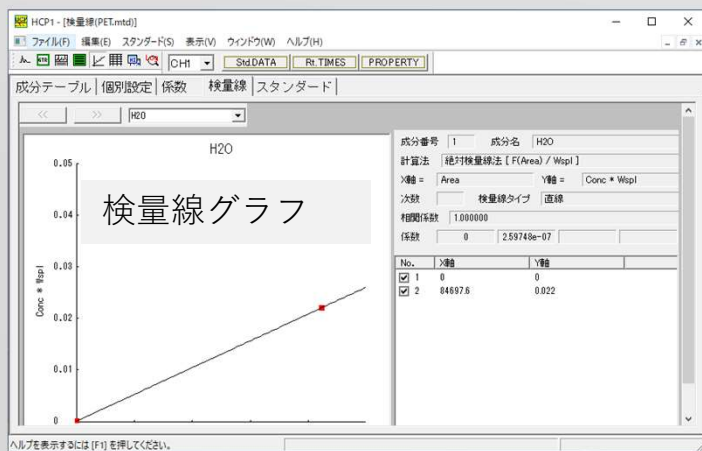 HCP1 - [検量線(PET.mtd)]
ファイル(F) 編集(E) スタンダード(S) 表示(V) ウィンドウ(W) ヘルプ(H)
CH1 Std.DATA Rt.TIMES PROPERTY
成分テーブル 個別設定 係数 検量線 スタンダード
<< >> H2O
H2O
検量線グラフ
0.05
0.04
0.03
0.02
0.01
0
Conc * Wspl
成分番号 1 成分名 H2O
計算法 絶対検量線法 [ F(Area) / Wspl ]
X軸 = Area Y軸 = Conc * Wspl
次数 検量線タイプ 直線
相関係数 1.000000
係数 0 2.59748e-07
No. X軸 Y軸
1 0 0
2 84697.6 0.022
ヘルプを表示するには [F1] を押してください。